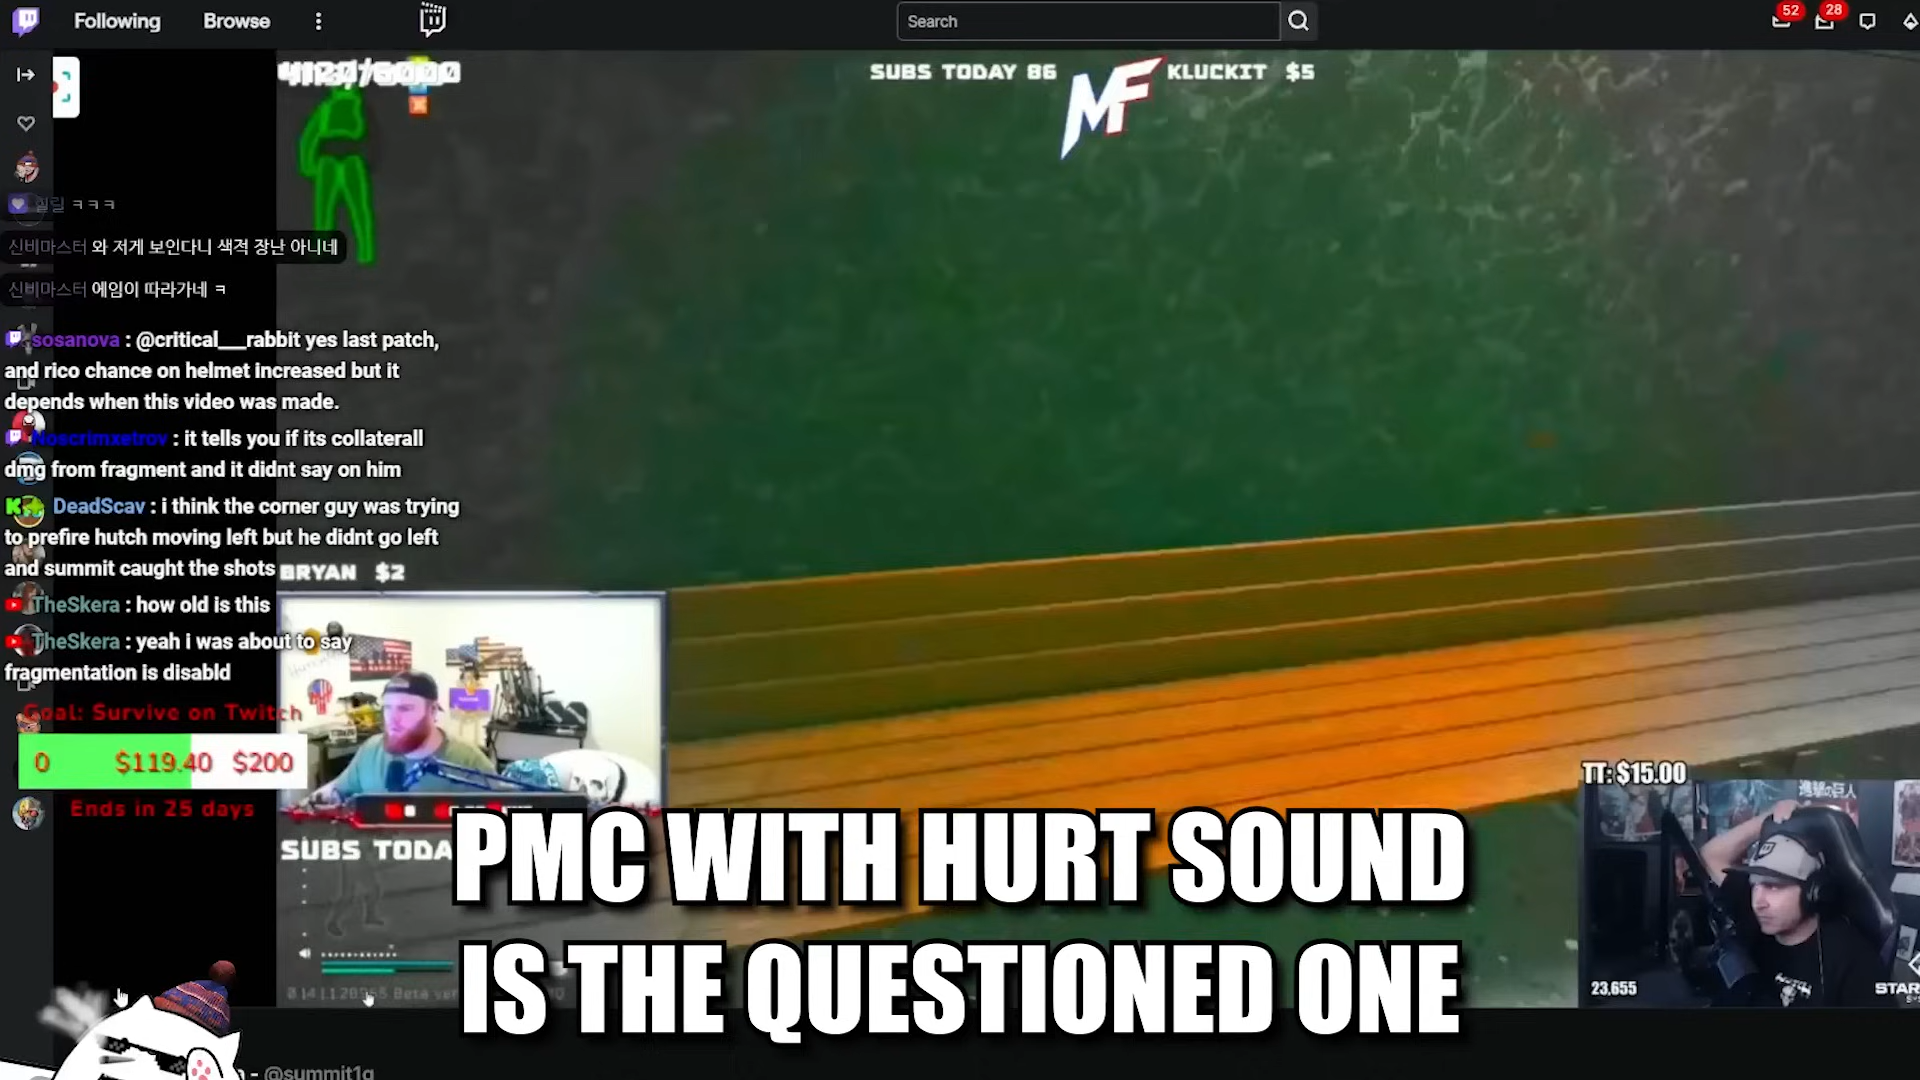 Following
Browse
Search
52
28
SUBS TODAY 86
KLUCKIT $5
MF
힐릴 ㅋㅋㅋ
신비마스터 와 저게 보인다니 색적 장난 아니네
신비마스터 에임이 따라가네 ㅋ
sosanova : @critical__rabbit yes last patch,
and rico chance on helmet increased but it
depends when this video was made.
Noscrimxetrov : it tells you if its collaterall
dmg from fragment and it didnt say on him
DeadScav : i think the corner guy was trying
to prefire hutch moving left but he didnt go left
and summit caught the shots
BRYAN $2
TheSkera : how old is this
TheSkera : yeah i was about to say
fragmentation is disabld
Goal: Survive on Twitch
0 $119.40 $200
Ends in 25 days
SUBS TODA
TT: $15.00
23,655
STAR
PMC WITH HURT SOUND
IS THE QUESTIONED ONE
- @summit1g